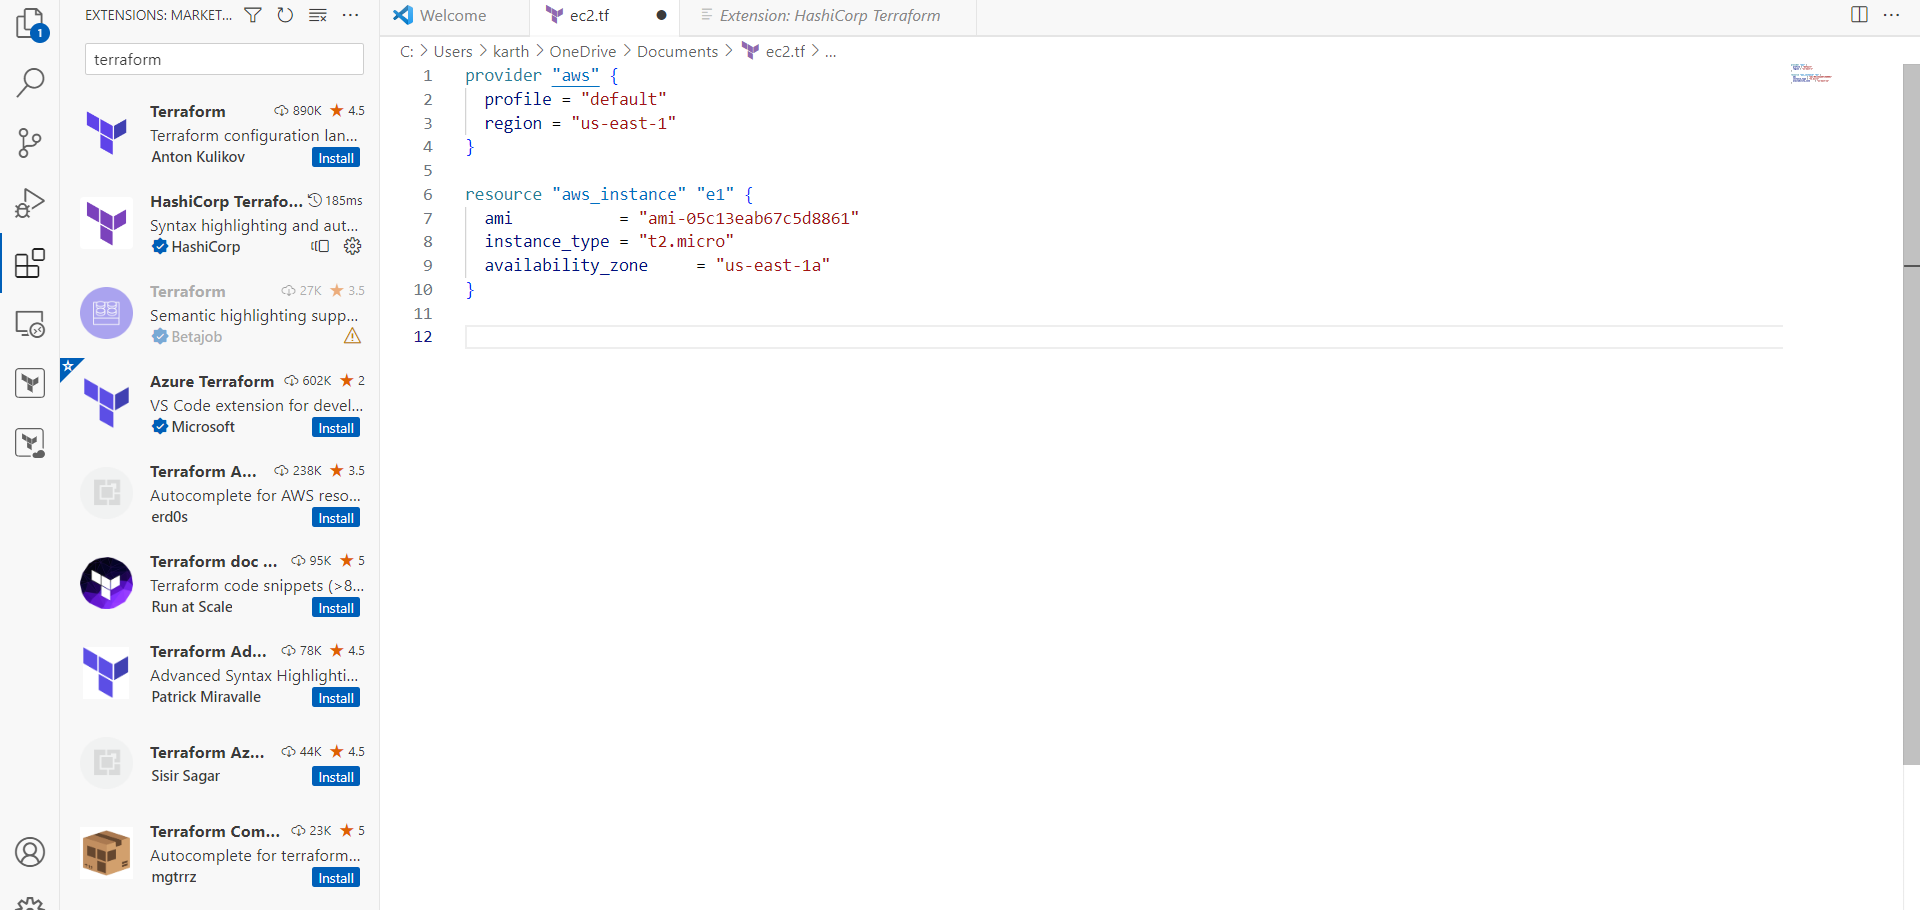 EXTENSIONS: MARKET...
terraform
Terraform 890K 4.5
Terraform configuration lan...
Anton Kulikov Install
HashiCorp Terrafo... 185ms
Syntax highlighting and aut...
HashiCorp
Terraform 27K 3.5
Semantic highlighting supp...
Betajob
Azure Terraform 602K 2
VS Code extension for devel...
Microsoft Install
Terraform A... 238K 3.5
Autocomplete for AWS reso...
erd0s Install
Terraform doc ... 95K 5
Terraform code snippets (>8...
Run at Scale Install
Terraform Ad... 78K 4.5
Advanced Syntax Highlighti...
Patrick Miravalle Install
Terraform Az... 44K 4.5
Sisir Sagar Install
Terraform Com... 23K 5
Autocomplete for terraform...
mgtrrz Install
1
Welcome ec2.tf Extension: HashiCorp Terraform
C: > Users > karth > OneDrive > Documents > ec2.tf > ...
1 provider "aws" {
2 profile = "default"
3 region = "us-east-1"
4 }
5
6 resource "aws_instance" "e1" {
7 ami = "ami-05c13eab67c5d8861"
8 instance_type = "t2.micro"
9 availability_zone = "us-east-1a"
10 }
11
12